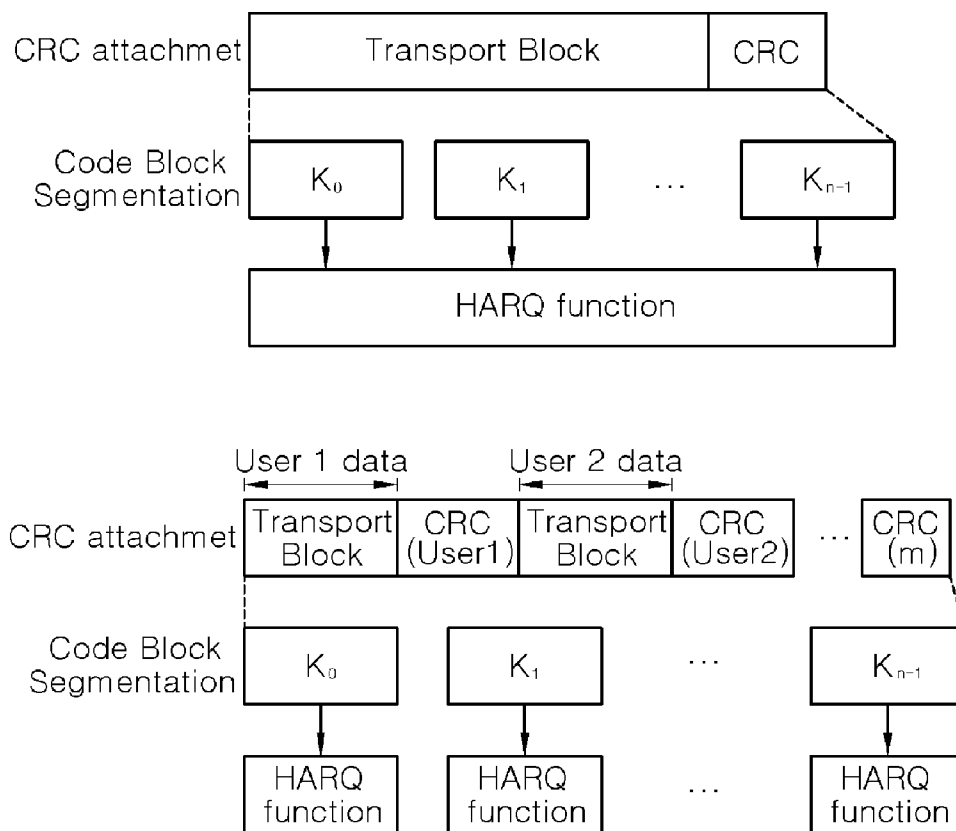 CRC attachmet
Transport Block
CRC
Code Block
Segmentation
K₀
K₁
...
Kₙ₋₁
HARQ function
User 1 data
User 2 data
CRC attachmet
Transport
Block
CRC
(User1)
Transport
Block
CRC
(User2)
...
CRC
(m)
Code Block
Segmentation
K₀
K₁
...
Kₙ₋₁
HARQ
function
HARQ
function
...
HARQ
function